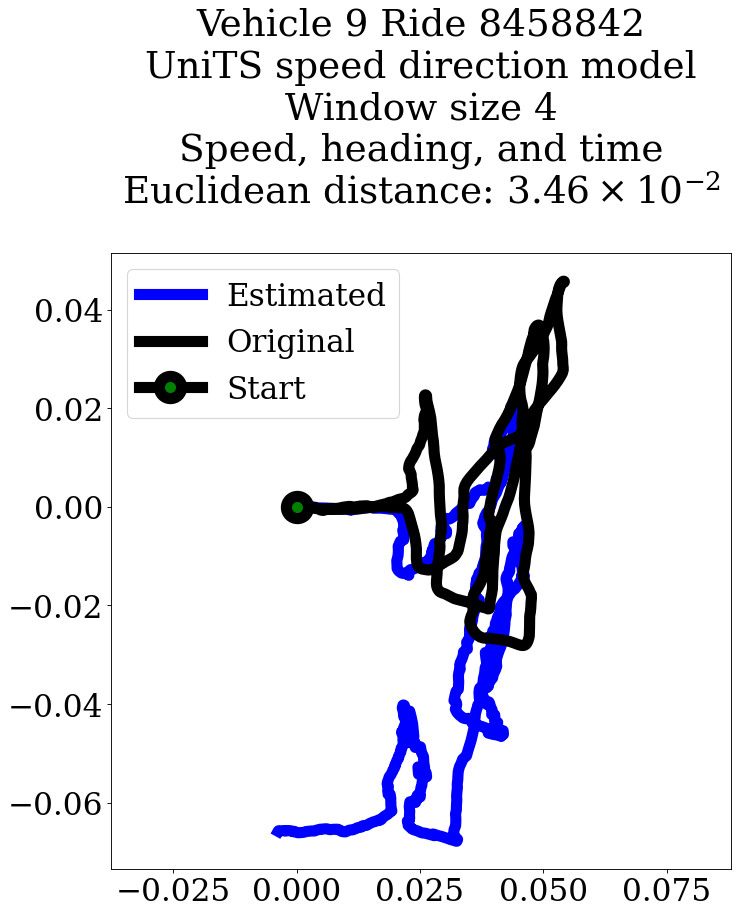 Vehicle 9 Ride 8458842
UniTS speed direction model
Window size 4
Speed, heading, and time
Euclidean distance: 3.46 × 10⁻²
Estimated
Original
Start
0.04
0.02
0.00
−0.02
−0.04
−0.06
−0.025 0.000 0.025 0.050 0.075